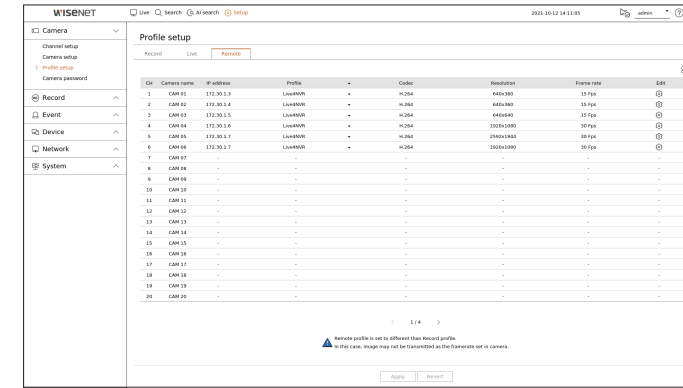 WISENET Live Search AI search Setup 2021-10-12 14:11:05 admin
Camera
Channel setup
Camera setup
> Profile setup
Camera password
Record
Event
Device
Network
System
Profile setup
Record Live Remote
CH Camera name IP address Profile Codec Resolution Frame rate Edit
1 CAM 01 172.30.1.3 Live4NVR H.264 640x360 15 Fps
2 CAM 02 172.30.1.4 Live4NVR H.264 640x360 15 Fps
3 CAM 03 172.30.1.5 Live4NVR H.264 640x640 15 Fps
4 CAM 04 172.30.1.6 Live4NVR H.264 1920x1080 30 Fps
5 CAM 05 172.30.1.7 Live4NVR H.264 2592x1944 30 Fps
6 CAM 06 172.30.1.7 Live4NVR H.264 1920x1080 30 Fps
7 CAM 07 - - - - - -
8 CAM 08 - - - - - -
9 CAM 09 - - - - - -
10 CAM 10 - - - - - -
11 CAM 11 - - - - - -
12 CAM 12 - - - - - -
13 CAM 13 - - - - - -
14 CAM 14 - - - - - -
15 CAM 15 - - - - - -
16 CAM 16 - - - - - -
17 CAM 17 - - - - - -
18 CAM 18 - - - - - -
19 CAM 19 - - - - - -
20 CAM 20 - - - - - -
< 1 / 4 >
Remote profile is set to different than Record profile.
In this case, image may not be transmitted as the framerate set in camera.
Apply Revert